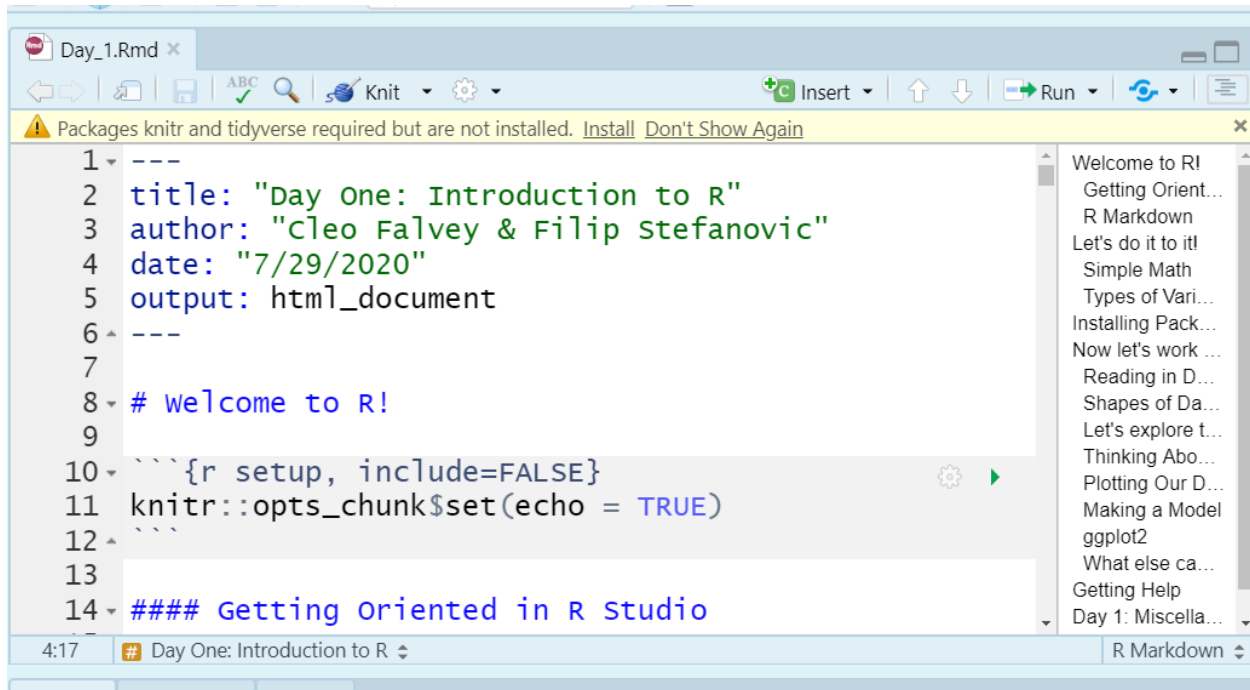 Day_1.Rmd
ABC Knit Insert Run
Packages knitr and tidyverse required but are not installed. Install Don't Show Again
1 ---
2 title: "Day One: Introduction to R"
3 author: "Cleo Falvey & Filip Stefanovic"
4 date: "7/29/2020"
5 output: html_document
6 ---
7
8 # Welcome to R!
9
10 ```{r setup, include=FALSE}
11 knitr::opts_chunk$set(echo = TRUE)
12 ```
13
14 #### Getting Oriented in R Studio
Welcome to R!
Getting Orient...
R Markdown
Let's do it to it!
Simple Math
Types of Vari...
Installing Pack...
Now let's work ...
Reading in D...
Shapes of Da...
Let's explore t...
Thinking Abo...
Plotting Our D...
Making a Model
ggplot2
What else ca...
Getting Help
Day 1: Miscella...
4:17 # Day One: Introduction to R R Markdown